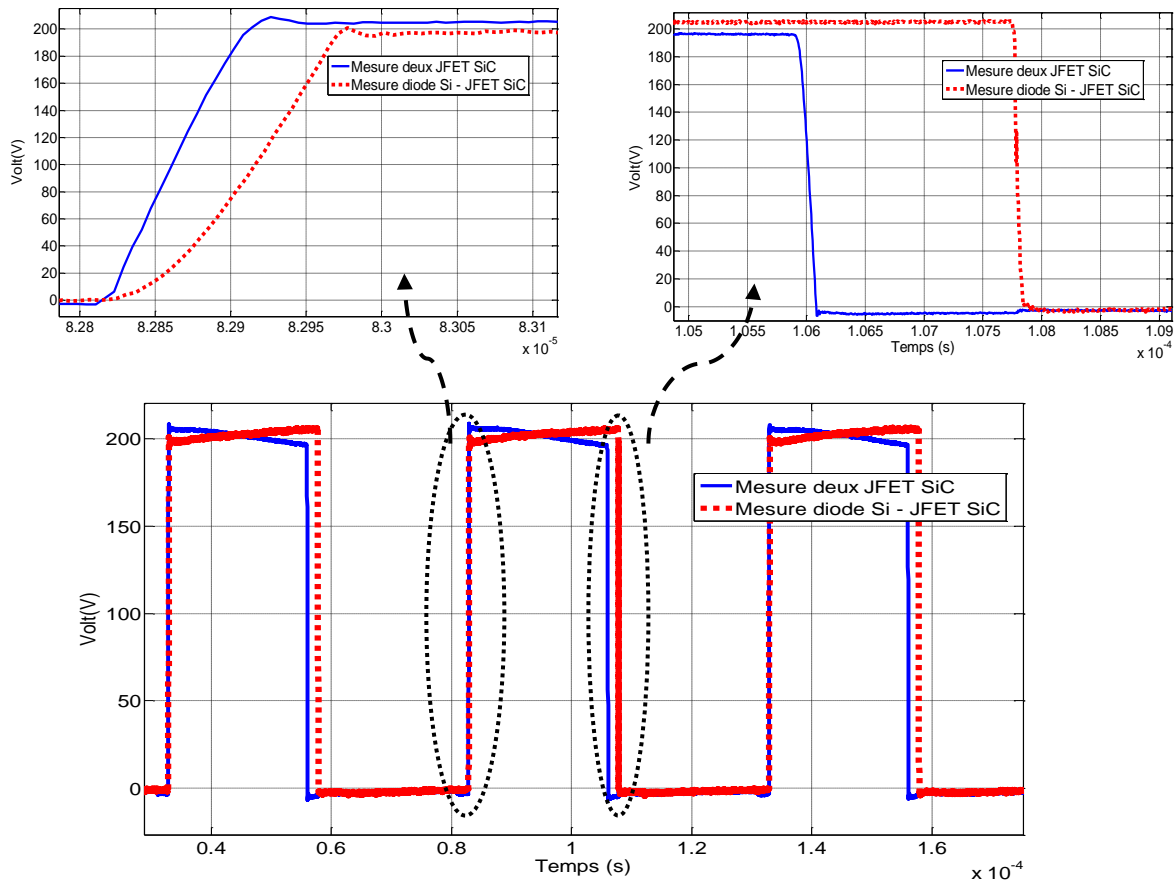 200
180
160
140
120
100
80
60
40
20
0
Volt(V)
Mesure deux JFET SiC
Mesure diode Si - JFET SiC
8.28 8.285 8.29 8.295 8.3 8.305 8.31
x 10-5
200
180
160
140
120
100
80
60
40
20
0
Volt(V)
Mesure deux JFET SiC
Mesure diode Si - JFET SiC
1.05 1.055 1.06 1.065 1.07 1.075 1.08 1.085 1.09
Temps (s)
x 10-4
200
150
100
50
0
Volt(V)
Mesure deux JFET SiC
Mesure diode Si - JFET SiC
0.4 0.6 0.8 1 1.2 1.4 1.6
Temps (s)
x 10-4